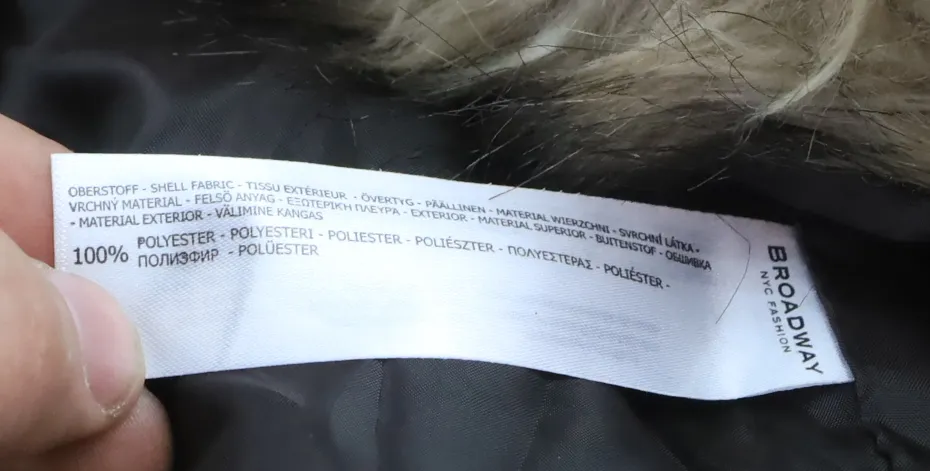 OBERSTOFF - SHELL FABRIC - TISSU EXTÉRIEUR - ÖVERTYG - PÄÄLLINEN - MATERIAL WIERZCHNI - SVRCHNÍ LÁTKA -
VRCHNÝ MATERIAL - FELSÖ ANYAG - ΕΞΩΤΕΡΙΚΗ ΠΛΕΥΡΑ - EXTERIOR - MATERIAL SUPERIOR - BUITENSTOF - ОБШИВКА
- MATERIAL EXTERIOR - VÄLIMINE KANGAS
100% POLYESTER - POLYESTERI - POLIESTER - POLIÉSZTER - ΠΟΛΥΕΣΤΕΡΑΣ - POLIÉSTER -
ПОЛИЭФИР - POLÜESTER
BROADWAY
NYC FASHION